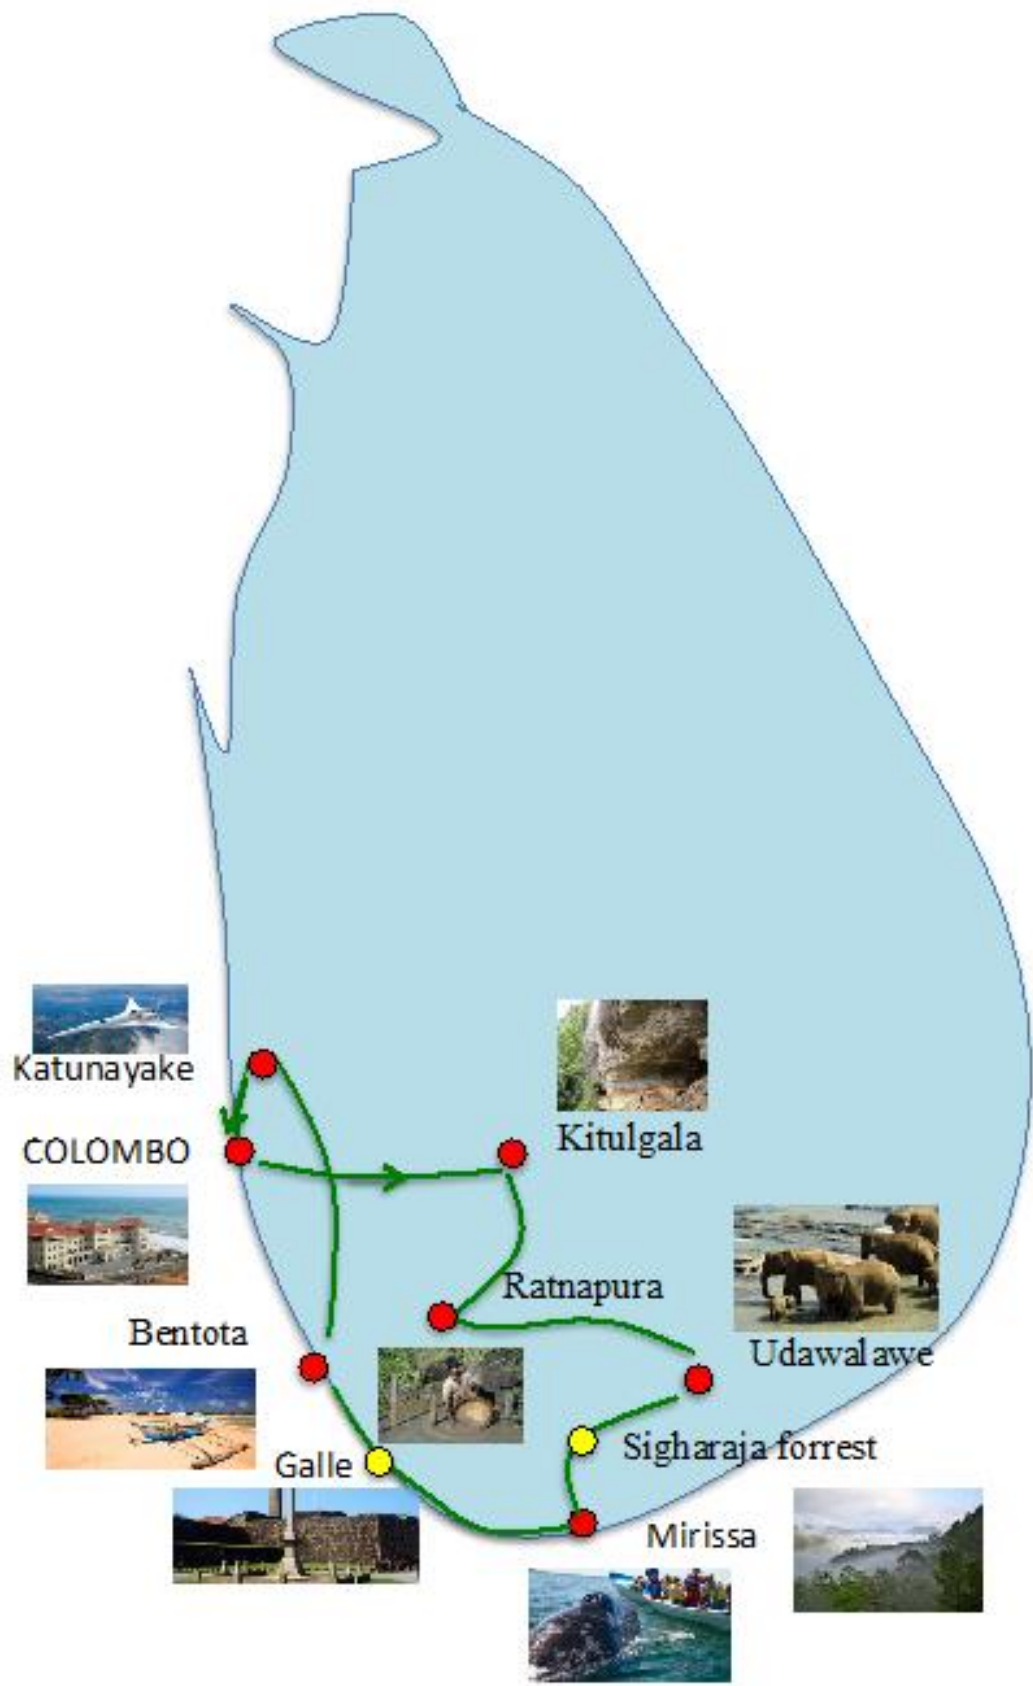 Katunayake
COLOMBO
Kitulgala
Ratnapura
Bentota
Udawalawe
Galle
Sigharaja forrest
Mirissa